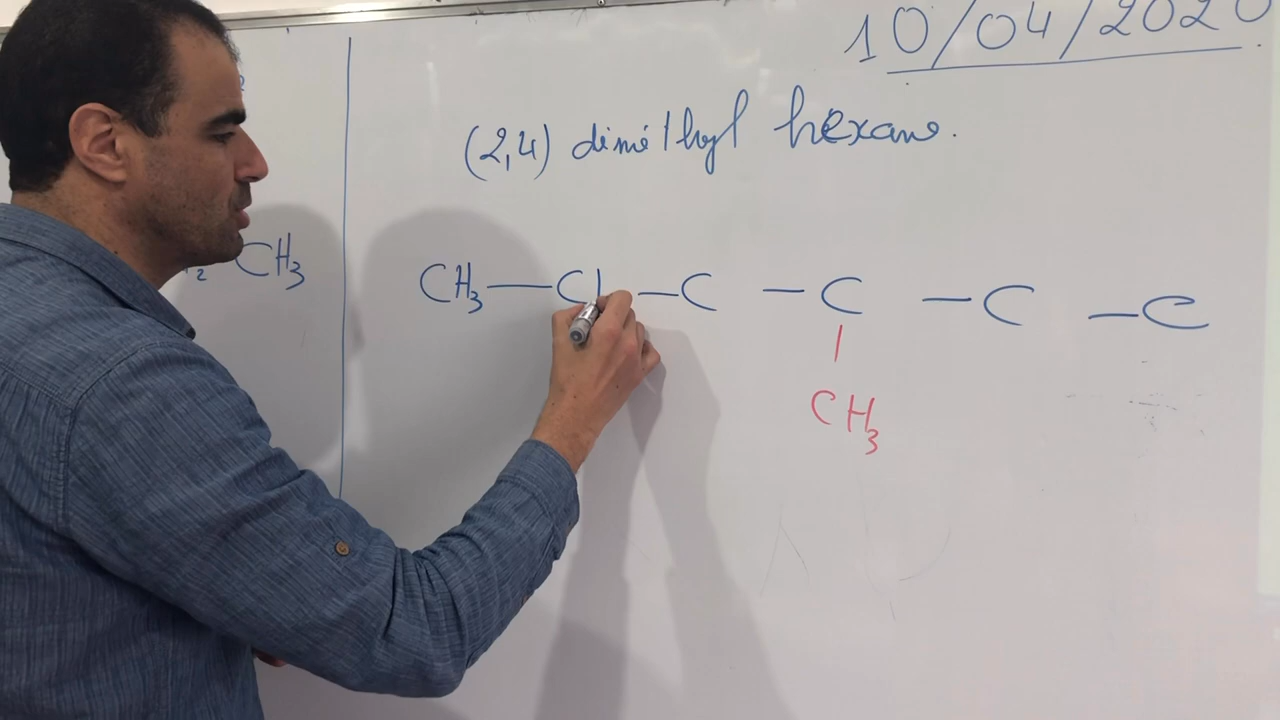 10/04/2020
(2,4) diméthyl hexane.
CH3
CH3 — C — C — C — C — C
CH3